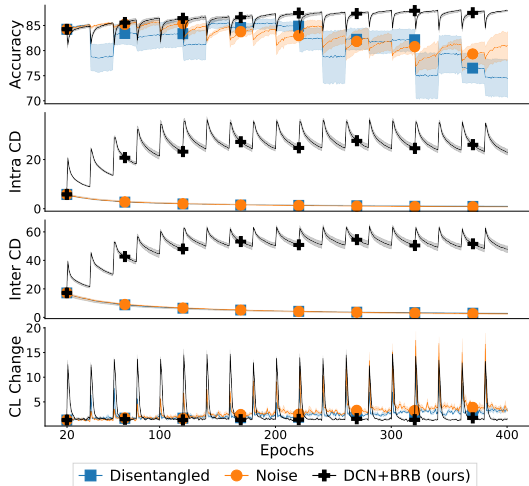 Accuracy
85
80
75
70
Intra CD
20
0
Inter CD
60
40
20
0
CL Change
20
15
10
5
20 100 200 300 400
Epochs
Disentangled Noise DCN+BRB (ours)